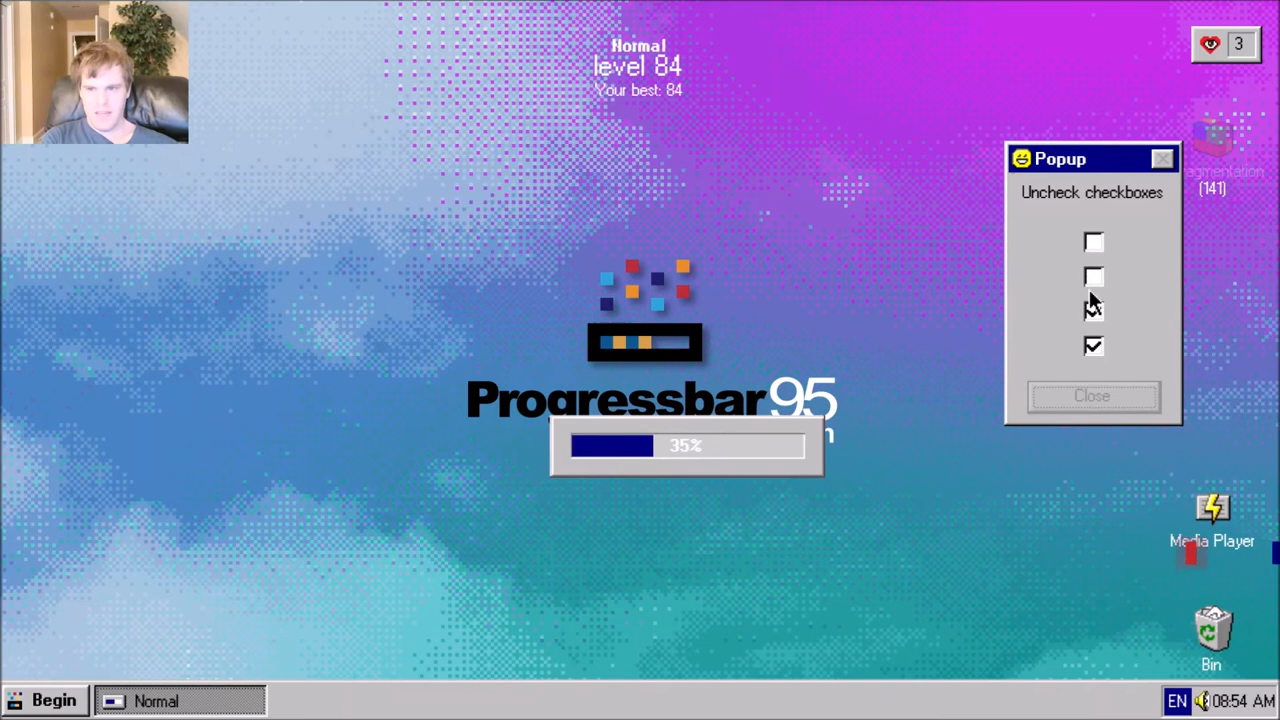 Normal
level 84
Your best: 84
3
Popup
Uncheck checkboxes
(141)
Close
Progressbar95
35%
Media Player
Bin
Begin
Normal
EN
08:54 AM